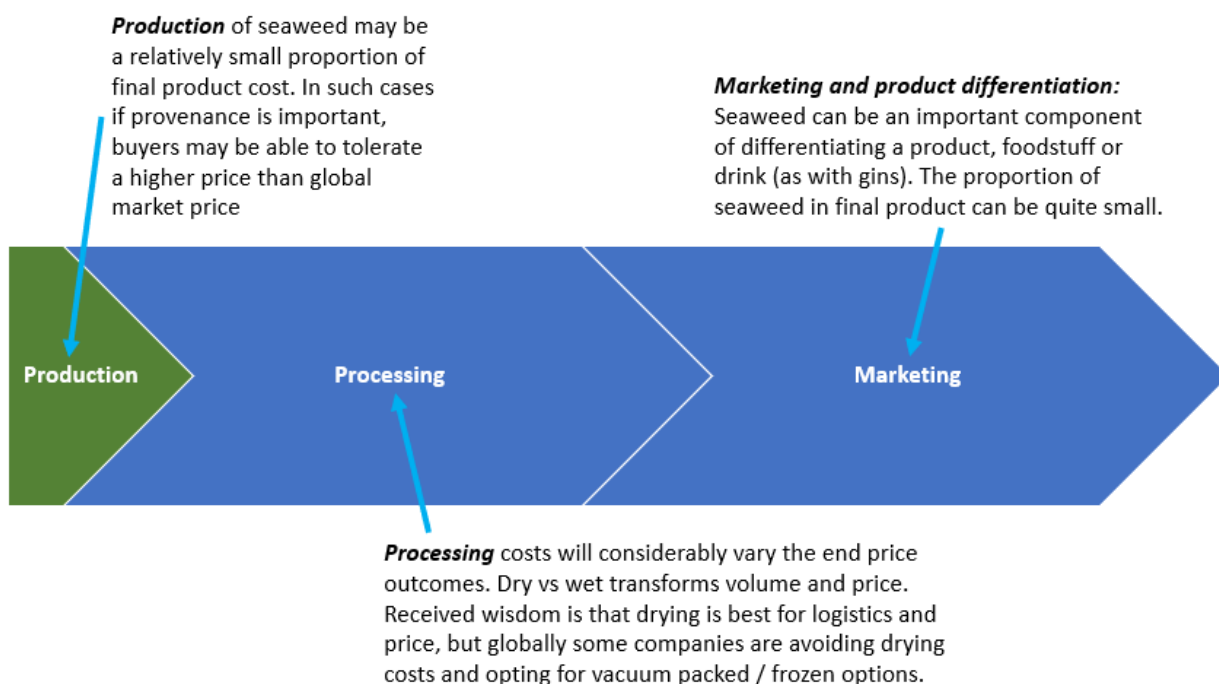 Production of seaweed may be
a relatively small proportion of
final product cost. In such cases
if provenance is important,
buyers may be able to tolerate
a higher price than global
market price
Marketing and product differentiation:
Seaweed can be an important component
of differentiating a product, foodstuff or
drink (as with gins). The proportion of
seaweed in final product can be quite small.
Production
Processing
Marketing
Processing costs will considerably vary the end price
outcomes. Dry vs wet transforms volume and price.
Received wisdom is that drying is best for logistics and
price, but globally some companies are avoiding drying
costs and opting for vacuum packed / frozen options.